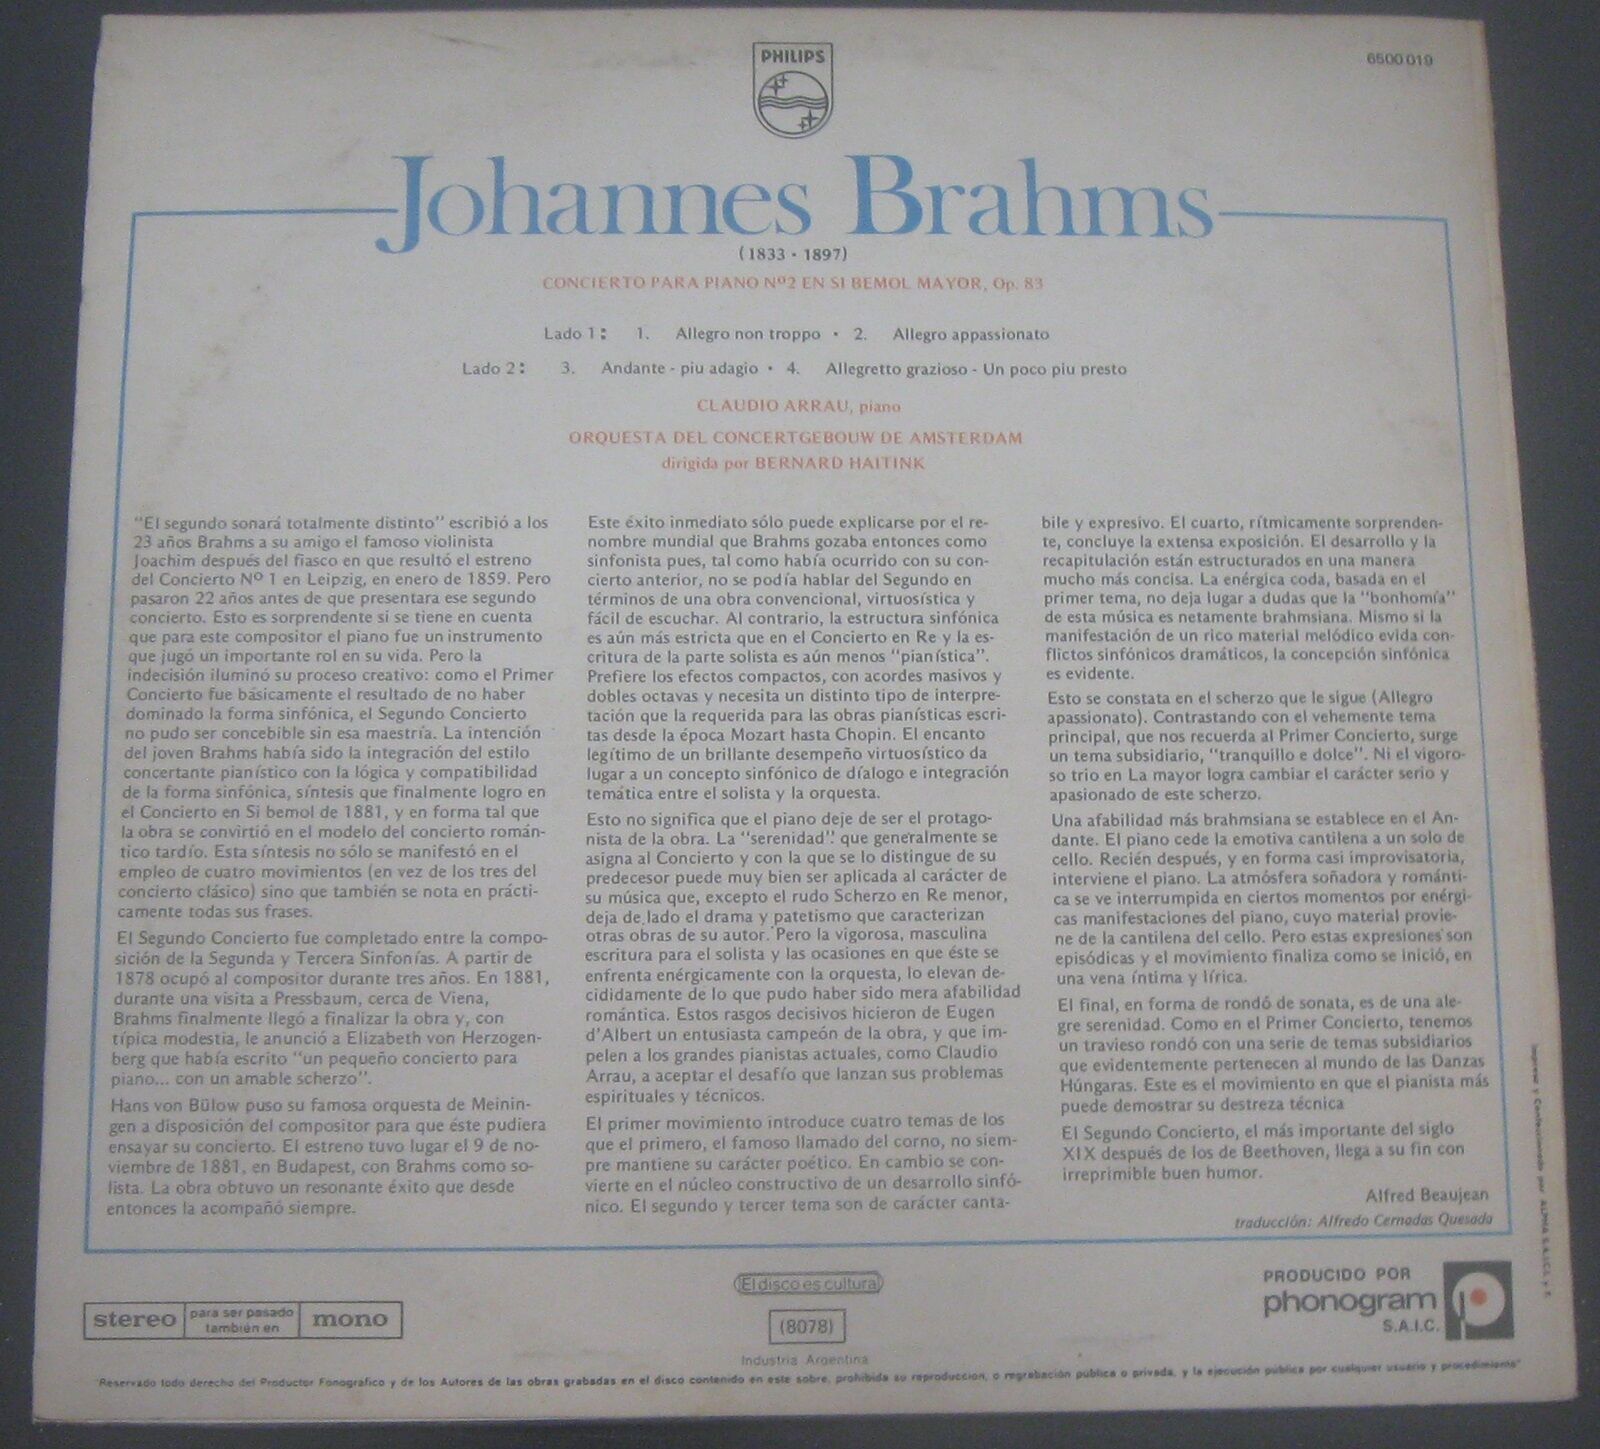 PHILIPS
6500 019
Johannes Brahms
(1833 - 1897)
CONCIERTO PARA PIANO Nº2 EN SI BEMOL MAYOR, Op. 83
Lado 1: 1. Allegro non troppo • 2. Allegro appassionato
Lado 2: 3. Andante - piu adagio • 4. Allegretto grazioso - Un poco piu presto
CLAUDIO ARRAU, piano
ORQUESTA DEL CONCERTGEBOUW DE AMSTERDAM
dirigida por BERNARD HAITINK
"El segundo sonará totalmente distinto" escribió a los
23 años Brahms a su amigo el famoso violinista
Joachim después del fiasco en que resultó el estreno
del Concierto Nº 1 en Leipzig, en enero de 1859. Pero
pasaron 22 años antes de que presentara ese segundo
concierto. Esto es sorprendente si se tiene en cuenta
que para este compositor el piano fue un instrumento
que jugó un importante rol en su vida. Pero la
indecisión iluminó su proceso creativo: como el Primer
Concierto fue básicamente el resultado de no haber
dominado la forma sinfónica, el Segundo Concierto
no pudo ser concebible sin esa maestría. La intención
del joven Brahms había sido la integración del estilo
concertante pianístico con la lógica y compatibilidad
de la forma sinfónica, síntesis que finalmente logro en
el Concierto en Si bemol de 1881, y en forma tal que
la obra se convirtió en el modelo del concierto román-
tico tardío. Esta síntesis no sólo se manifestó en el
empleo de cuatro movimientos (en vez de los tres del
concierto clásico) sino que también se nota en prácti-
camente todas sus frases.
El Segundo Concierto fue completado entre la compo-
sición de la Segunda y Tercera Sinfonías. A partir de
1878 ocupó al compositor durante tres años. En 1881,
durante una visita a Pressbaum, cerca de Viena,
Brahms finalmente llegó a finalizar la obra y, con
típica modestia, le anunció a Elizabeth von Herzogen-
berg que había escrito "un pequeño concierto para
piano... con un amable scherzo".
Hans von Bülow puso su famosa orquesta de Meinin-
gen a disposición del compositor para que éste pudiera
ensayar su concierto. El estreno tuvo lugar el 9 de no-
viembre de 1881, en Budapest, con Brahms como so-
lista. La obra obtuvo un resonante éxito que desde
entonces la acompañó siempre.
Este éxito inmediato sólo puede explicarse por el re-
nombre mundial que Brahms gozaba entonces como
sinfonista pues, tal como había ocurrido con su con-
cierto anterior, no se podía hablar del Segundo en
términos de una obra convencional, virtuosística y
fácil de escuchar. Al contrario, la estructura sinfónica
es aún más estricta que en el Concierto en Re y la es-
critura de la parte solista es aún menos "pianística".
Prefiere los efectos compactos, con acordes masivos y
dobles octavas y necesita un distinto tipo de interpre-
tación que la requerida para las obras pianísticas escri-
tas desde la época Mozart hasta Chopin. El encanto
legítimo de un brillante desempeño virtuosístico da
lugar a un concepto sinfónico de díalogo e integración
temática entre el solista y la orquesta.
Esto no significa que el piano deje de ser el protago-
nista de la obra. La "serenidad" que generalmente se
asigna al Concierto y con la que se lo distingue de su
predecesor puede muy bien ser aplicada al carácter de
su música que, excepto el rudo Scherzo en Re menor,
deja de lado el drama y patetismo que caracterizan
otras obras de su autor. Pero la vigorosa, masculina
escritura para el solista y las ocasiones en que éste se
enfrenta enérgicamente con la orquesta, lo elevan de-
cididamente de lo que pudo haber sido mera afabilidad
romántica. Estos rasgos decisivos hicieron de Eugen
d'Albert un entusiasta campeón de la obra, y que im-
pelen a los grandes pianistas actuales, como Claudio
Arrau, a aceptar el desafío que lanzan sus problemas
espirituales y técnicos.
El primer movimiento introduce cuatro temas de los
que el primero, el famoso llamado del corno, no siem-
pre mantiene su carácter poético. En cambio se con-
vierte en el núcleo constructivo de un desarrollo sinfó-
nico. El segundo y tercer tema son de carácter canta-
bile y expresivo. El cuarto, rítmicamente sorprenden-
te, concluye la extensa exposición. El desarrollo y la
recapitulación están estructurados en una manera
mucho más concisa. La enérgica coda, basada en el
primer tema, no deja lugar a dudas que la "bonhomía"
de esta música es netamente brahmsiana. Mismo si la
manifestación de un rico material melódico evida con-
flictos sinfónicos dramáticos, la concepción sinfónica
es evidente.
Esto se constata en el scherzo que le sigue (Allegro
apassionato). Contrastando con el vehemente tema
principal, que nos recuerda al Primer Concierto, surge
un tema subsidiario, "tranquillo e dolce". Ni el vigoro-
so trio en La mayor logra cambiar el carácter serio y
apasionado de este scherzo.
Una afabilidad más brahmsiana se establece en el An-
dante. El piano cede la emotiva cantilena a un solo de
cello. Recién después, y en forma casi improvisatoria,
interviene el piano. La atmósfera soñadora y románti-
ca se ve interrumpida en ciertos momentos por enérgi-
cas manifestaciones del piano, cuyo material provie-
ne de la cantilena del cello. Pero estas expresiones son
episódicas y el movimiento finaliza como se inició, en
una vena íntima y lírica.
El final, en forma de rondó de sonata, es de una ale-
gre serenidad. Como en el Primer Concierto, tenemos
un travieso rondó con una serie de temas subsidiarios
que evidentemente pertenecen al mundo de las Danzas
Húngaras. Este es el movimiento en que el pianista más
puede demostrar su destreza técnica
El Segundo Concierto, el más importante del siglo
XIX después de los de Beethoven, llega a su fin con
irreprimible buen humor.
Alfred Beaujean
traducción: Alfredo Cernadas Quesada
Impreso y Confeccionado por ALPHA S.A.I.C.I. y F.
El disco es cultura
stereo para ser pasado también en mono
(8078)
Industria Argentina
PRODUCIDO POR
phonogram
S.A.I.C.
"Reservado todo derecho del Productor Fonografico y de los Autores de las obras grabadas en el disco contenido en este sobre, prohibida su reproduccion, o regrabación publica o privada, y la ejecución publica por cualquier usuario y procedimiento"